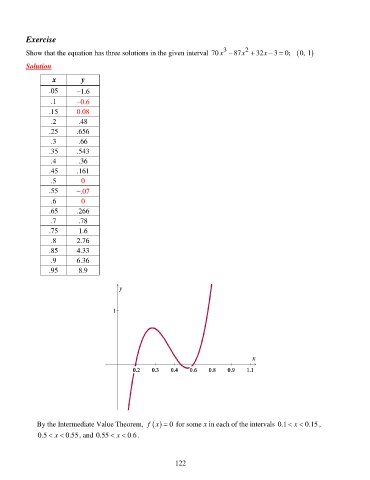 Exercise
Show that the equation has three solutions in the given interval 70x³ − 87x² + 32x − 3 = 0; (0, 1)
Solution
x y
.05 −1.6
.1 −0.6
.15 0.08
.2 .48
.25 .656
.3 .66
.35 .543
.4 .36
.45 .161
.5 0
.55 −.07
.6 0
.65 .266
.7 .78
.75 1.6
.8 2.76
.85 4.33
.9 6.36
.95 8.9
y
1
x
0.2 0.3 0.4 0.6 0.8 0.9 1.1
By the Intermediate Value Theorem, f(x) = 0 for some x in each of the intervals 0.1 < x < 0.15,
0.5 < x < 0.55, and 0.55 < x < 0.6.
122